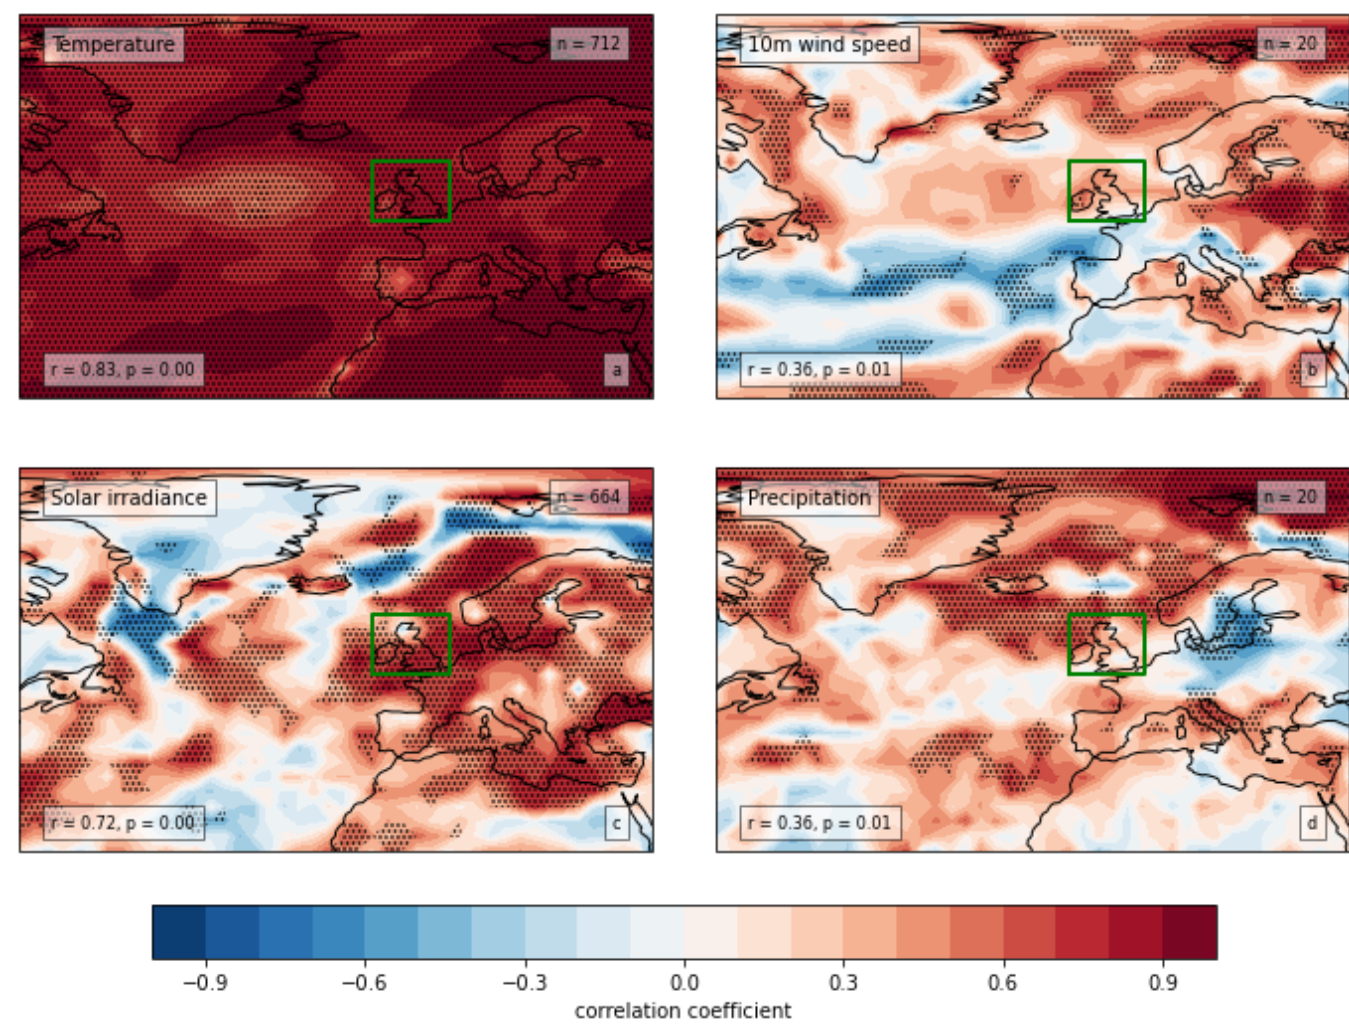 Temperature
n = 712
10m wind speed
n = 20
r = 0.83, p = 0.00
a
r = 0.36, p = 0.01
b
Solar irradiance
n = 664
Precipitation
n = 20
r = 0.72, p = 0.00
c
r = 0.36, p = 0.01
d
−0.9 −0.6 −0.3 0.0 0.3 0.6 0.9
correlation coefficient